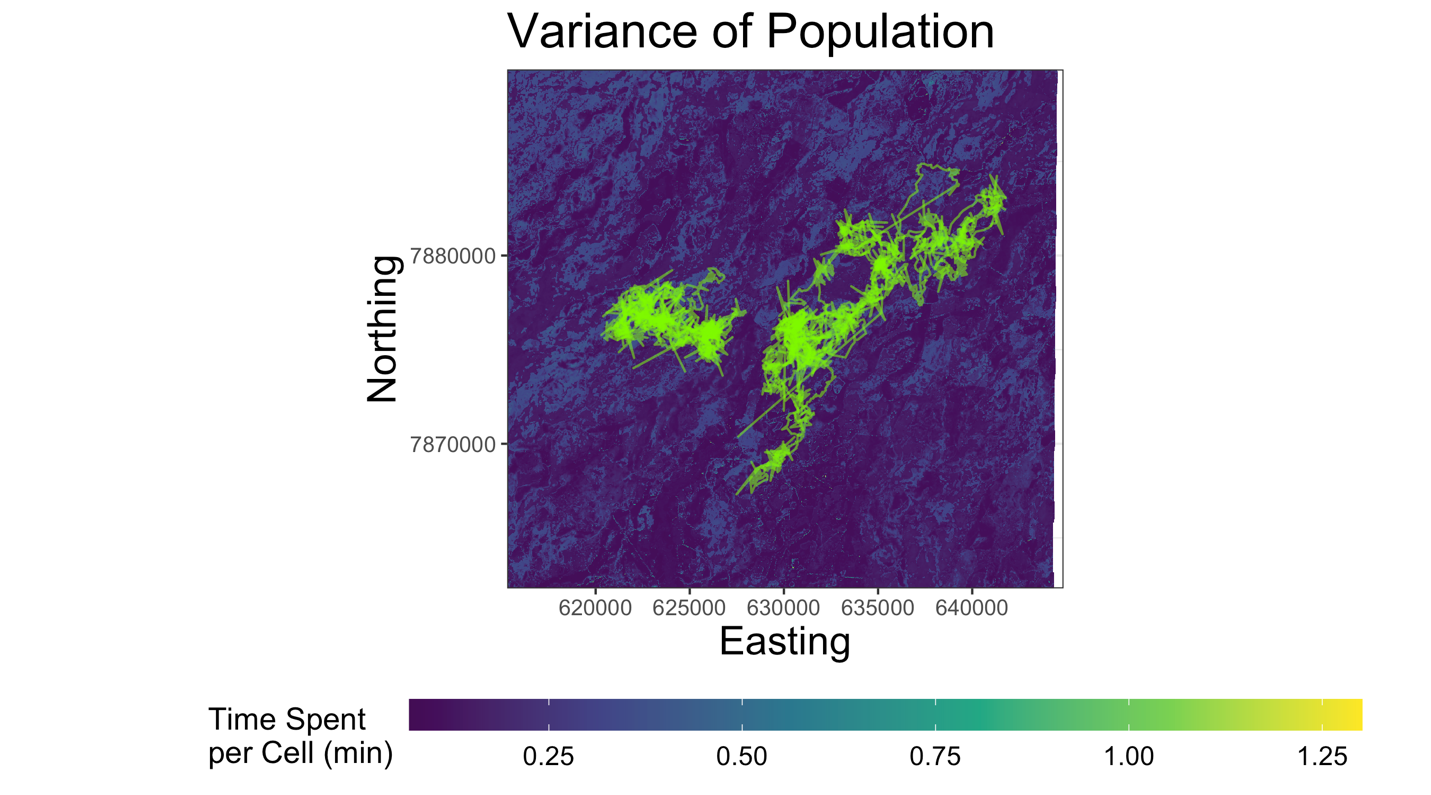 Variance of Population
Northing
7880000
7870000
620000 625000 630000 635000 640000
Easting
Time Spent
per Cell (min)
0.25 0.50 0.75 1.00 1.25